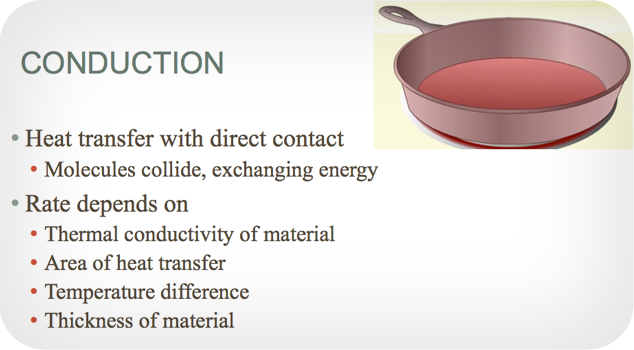 CONDUCTION
• Heat transfer with direct contact
• Molecules collide, exchanging energy
• Rate depends on
• Thermal conductivity of material
• Area of heat transfer
• Temperature difference
• Thickness of material